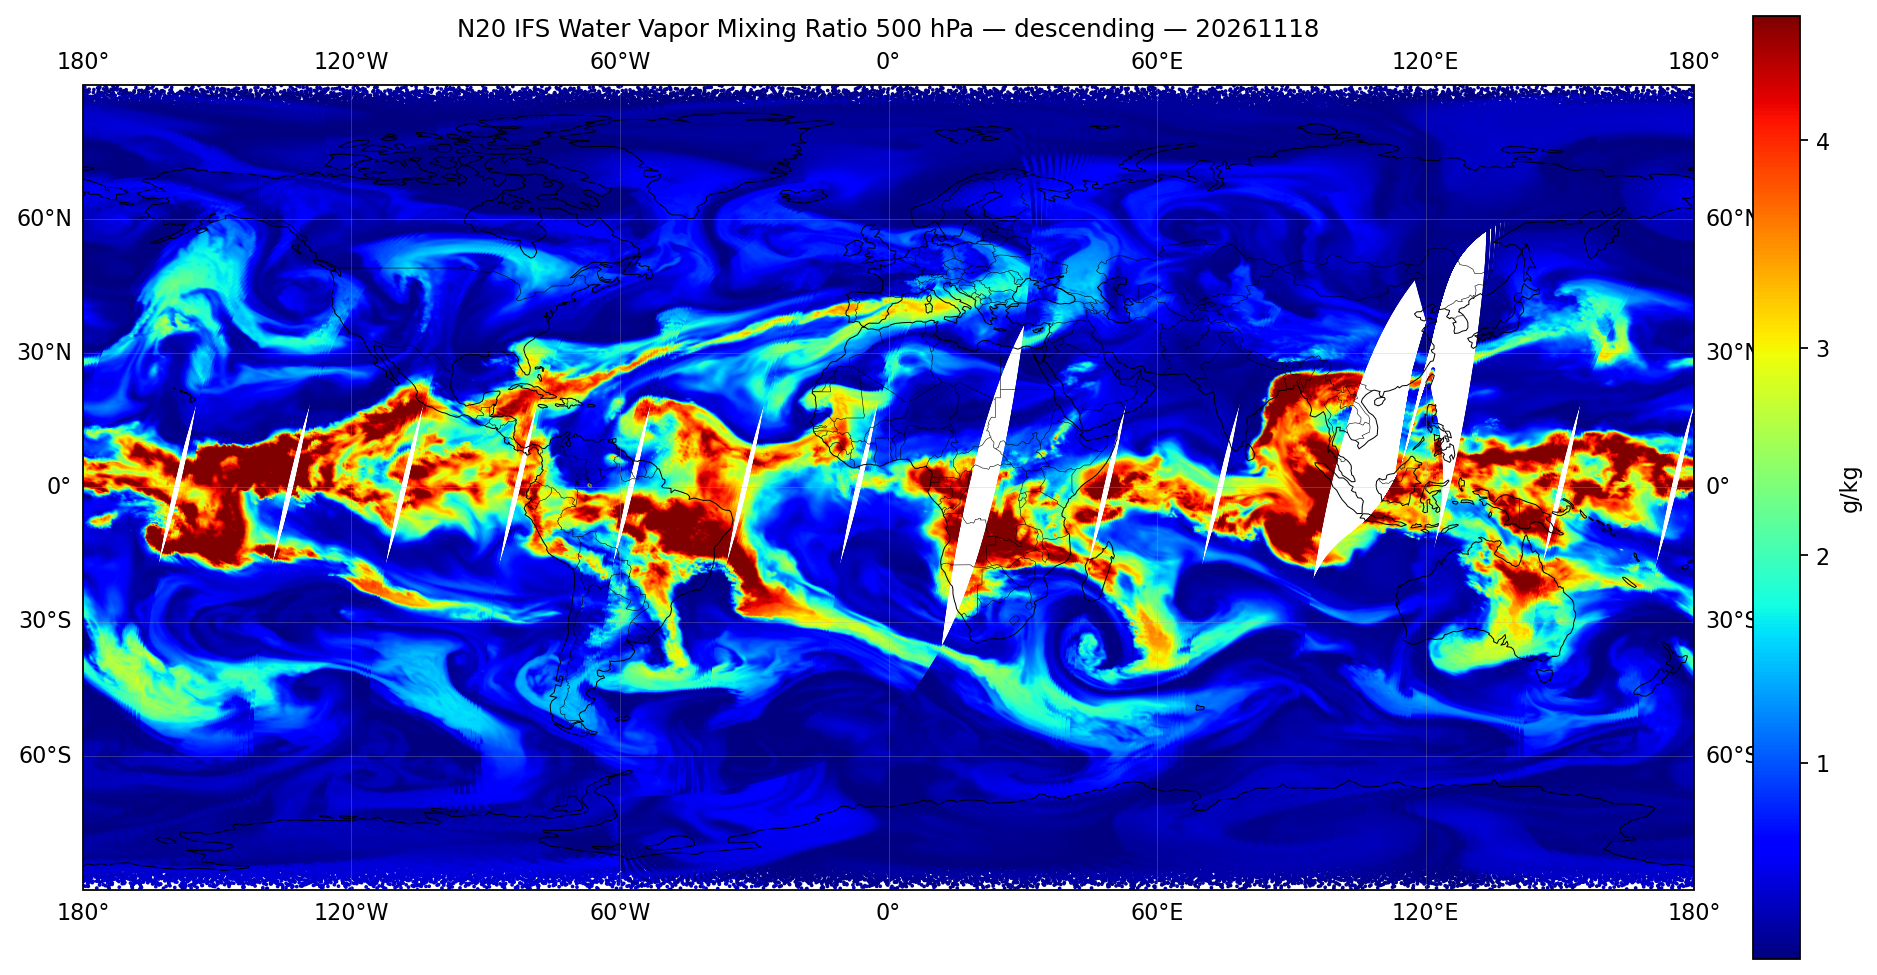 N20 IFS Water Vapor Mixing Ratio 500 hPa — descending — 20261118
180° 120°W 60°W 0° 60°E 120°E 180°
60°N 60°N
30°N 30°N
0° 0°
30°S 30°S
60°S 60°S
180° 120°W 60°W 0° 60°E 120°E 180°
4
3
2
1
g/kg